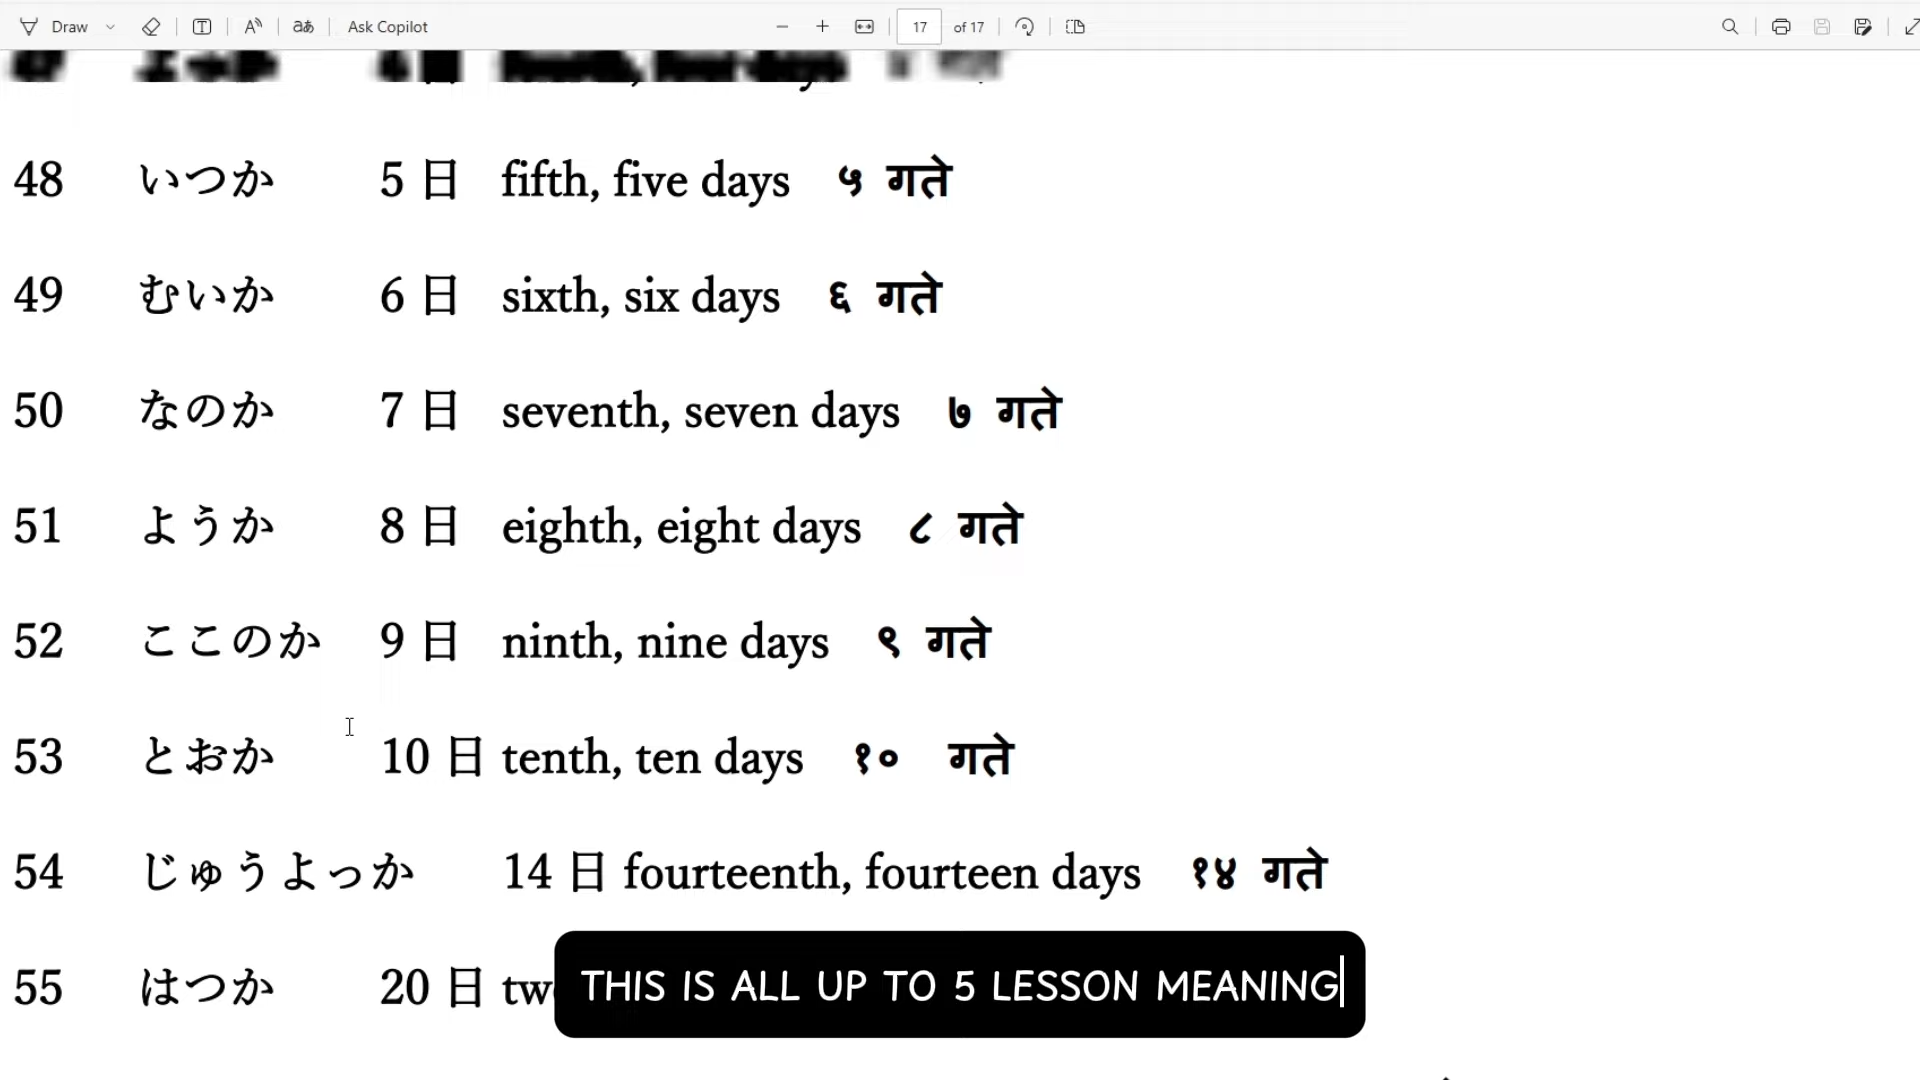 Draw Ask Copilot 17 of 17
48 いつか 5 日 fifth, five days ५ गते
49 むいか 6 日 sixth, six days ६ गते
50 なのか 7 日 seventh, seven days ७ गते
51 ようか 8 日 eighth, eight days ८ गते
52 ここのか 9 日 ninth, nine days ९ गते
53 とおか 10 日 tenth, ten days १० गते
54 じゅうよっか 14 日 fourteenth, fourteen days १४ गते
55 はつか 20 日
THIS IS ALL UP TO 5 LESSON MEANING